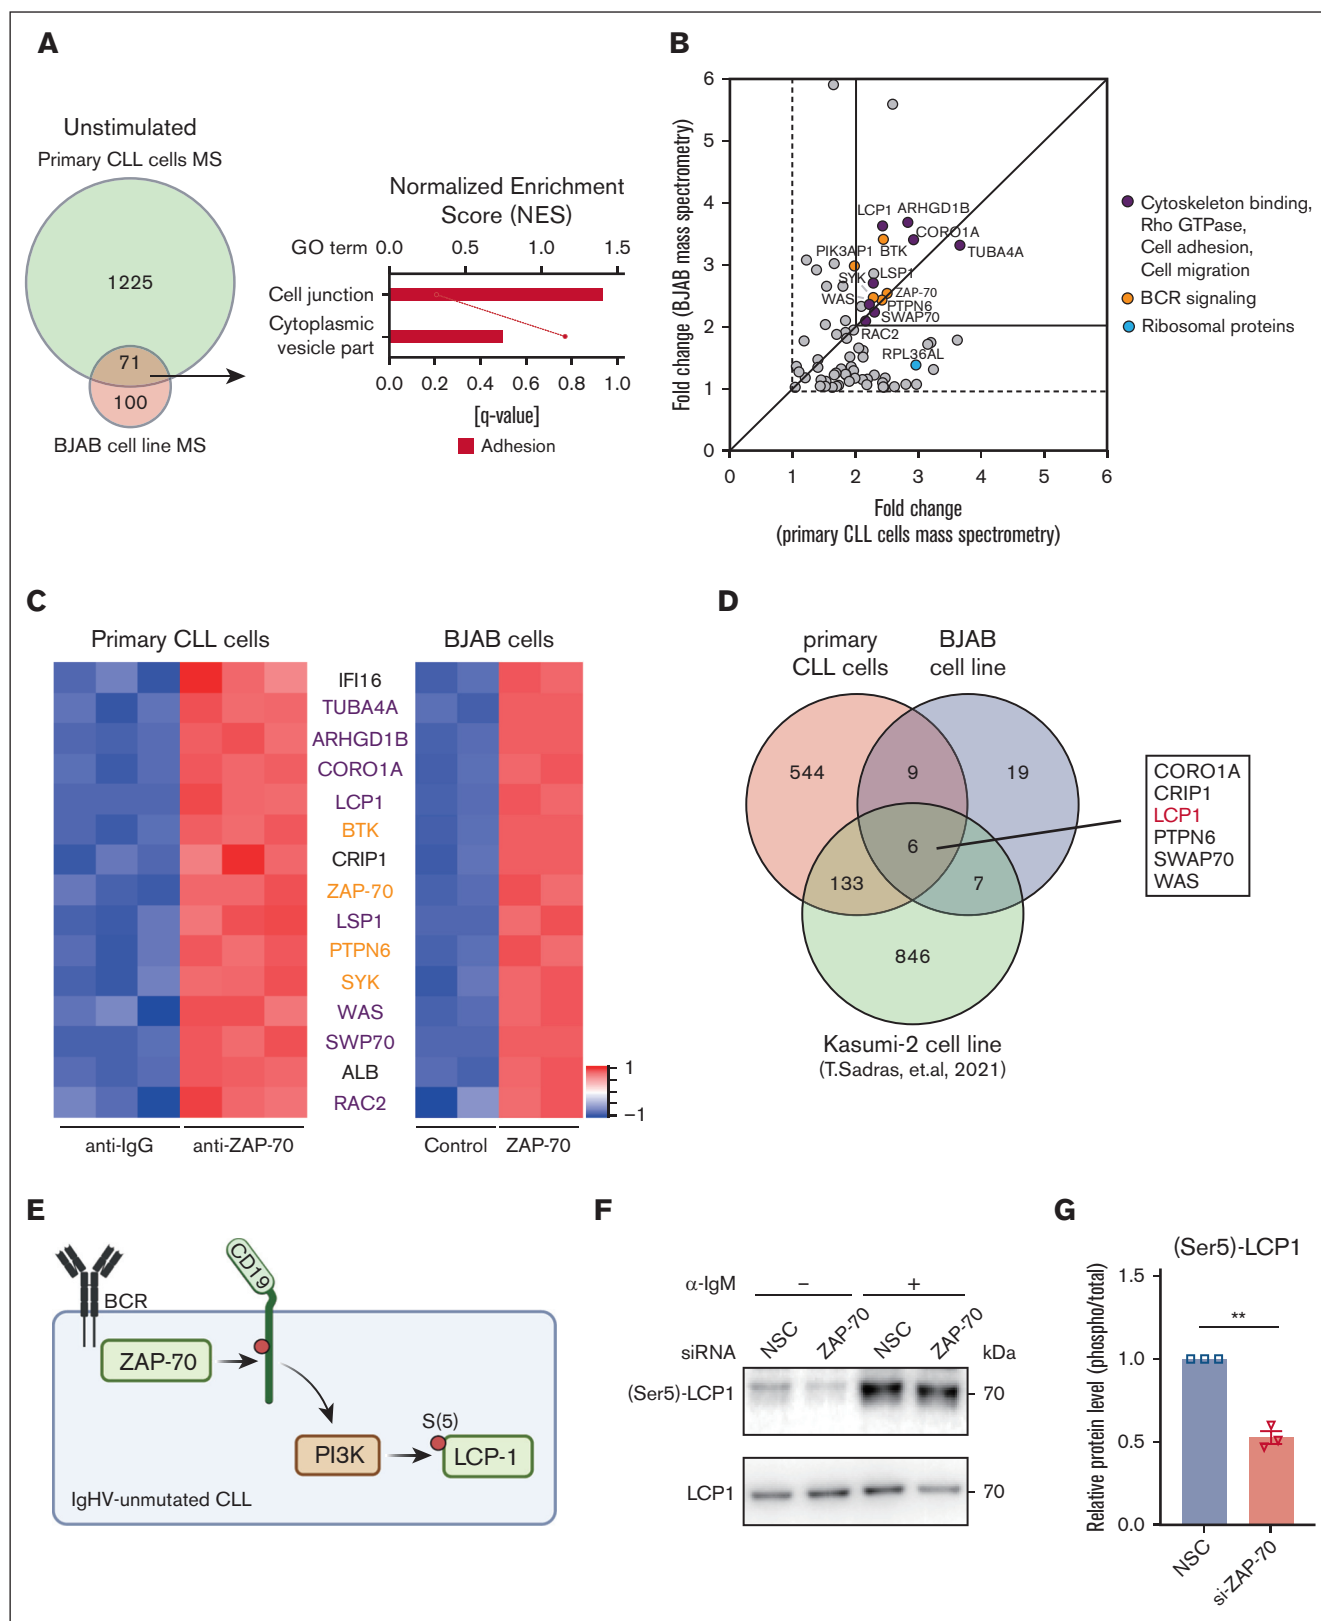 A
Unstimulated
Primary CLL cells MS
1225
71
100
BJAB cell line MS
Normalized Enrichment
Score (NES)
GO term
0.0
0.5
1.0
1.5
Cell junction
Cytoplasmic
vesicle part
0.0
0.2
0.4
0.6
0.8
1.0
[q-value]
Adhesion
B
Fold change (BJAB mass spectrometry)
6
5
4
3
2
1
0
LCP1
ARHGD1B
CORO1A
BTK
TUBA4A
PIK3AP1
LSP1
SYK
ZAP-70
WAS
PTPN6
SWAP70
RAC2
RPL36AL
0
1
2
3
4
5
6
Fold change
(primary CLL cells mass spectrometry)
Cytoskeleton binding,
Rho GTPase,
Cell adhesion,
Cell migration
BCR signaling
Ribosomal proteins
C
Primary CLL cells
BJAB cells
IFI16
TUBA4A
ARHGD1B
CORO1A
LCP1
BTK
CRIP1
ZAP-70
LSP1
PTPN6
SYK
WAS
SWP70
ALB
RAC2
1
−1
anti-IgG
anti-ZAP-70
Control
ZAP-70
D
primary
CLL cells
BJAB
cell line
544
9
19
6
133
7
846
Kasumi-2 cell line
(T.Sadras, et.al, 2021)
CORO1A
CRIP1
LCP1
PTPN6
SWAP70
WAS
E
BCR
CD19
ZAP-70
PI3K
S(5)
LCP-1
IgHV-unmutated CLL
F
α-IgM
−
+
siRNA
NSC
ZAP-70
NSC
ZAP-70
kDa
(Ser5)-LCP1
70
LCP1
70
G
(Ser5)-LCP1
Relative protein level (phospho/total)
1.5
1.0
0.5
0.0
**
NSC
si-ZAP-70